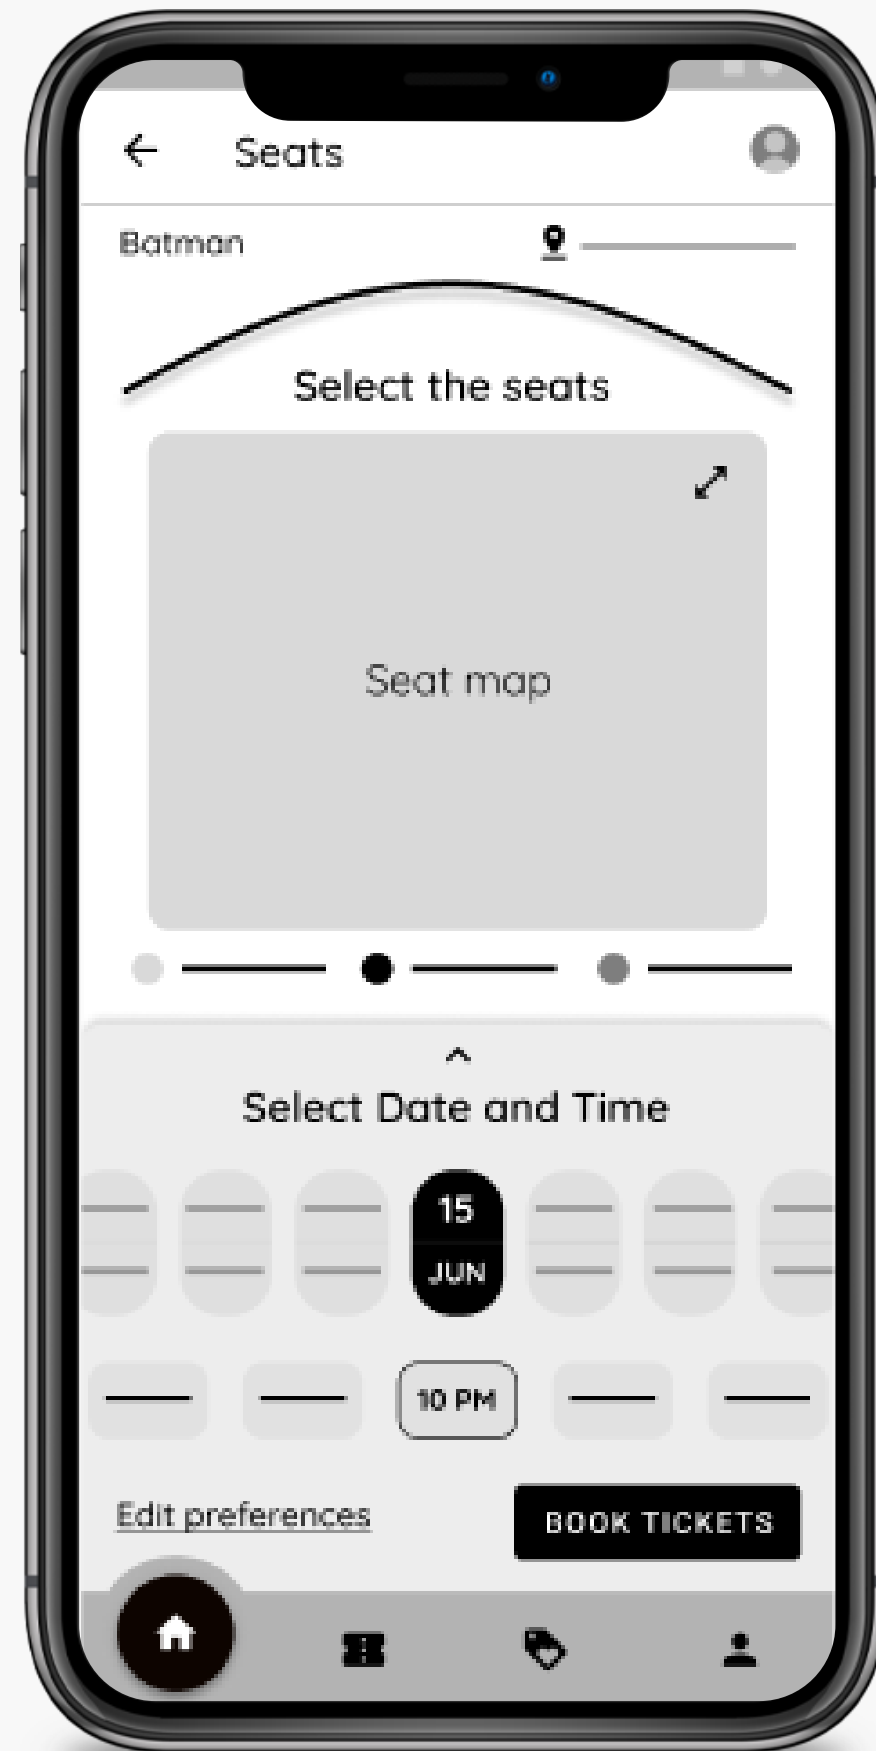 Seats
Batman
Select the seats
Seat map
Select Date and Time
15
JUN
10 PM
Edit preferences
BOOK TICKETS